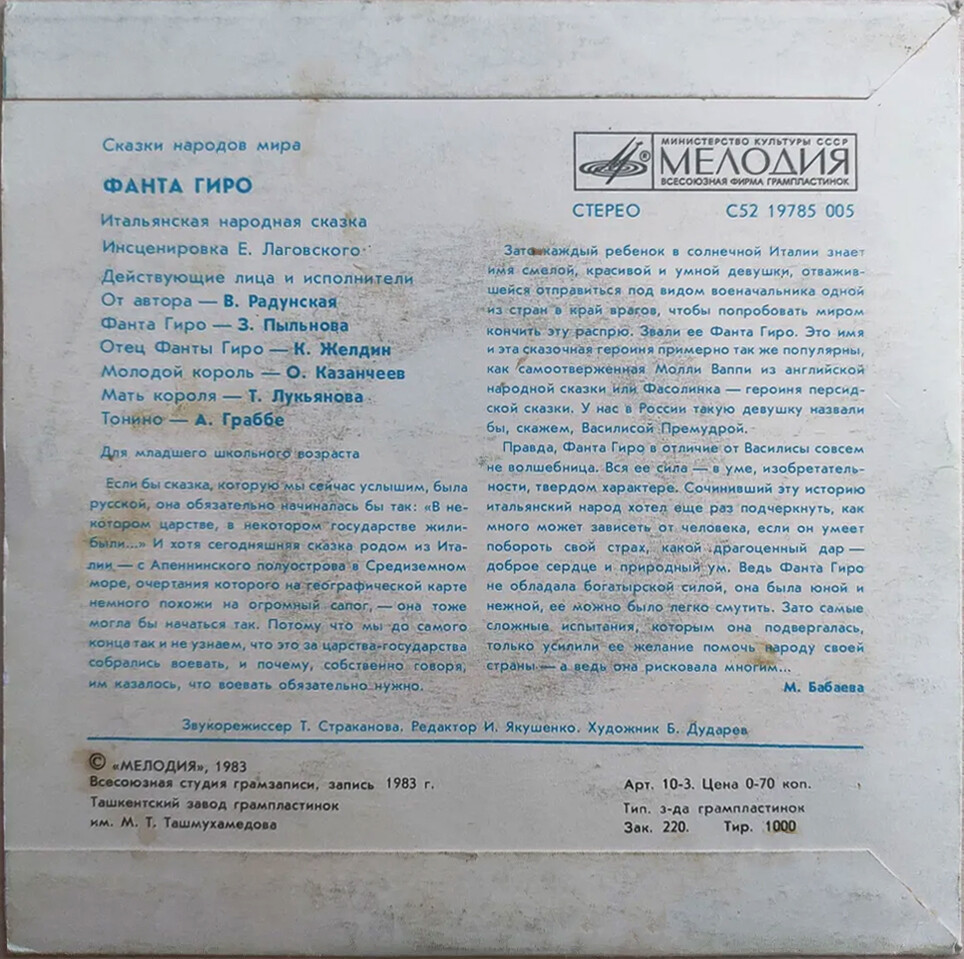 Сказки народов мира
ФАНТА ГИРО
Итальянская народная сказка
Инсценировка Е. Лаговского
Действующие лица и исполнители
От автора — В. Радунская
Фанта Гиро — З. Пыльнова
Отец Фанты Гиро — К. Желдин
Молодой король — О. Казанчеев
Мать короля — Т. Лукьянова
Тонино — А. Граббе
Для младшего школьного возраста
Если бы сказка, которую мы сейчас услышим, была
русской, она обязательно начиналась бы так: «В не-
котором царстве, в некотором государстве жили-
были...» И хотя сегодняшняя сказка родом из Ита-
лии — с Апеннинского полуострова в Средиземном
море, очертания которого на географической карте
немного похожи на огромный сапог, — она тоже
могла бы начаться так. Потому что мы до самого
конца так и не узнаем, что это за царства-государства
собрались воевать, и почему, собственно говоря,
им казалось, что воевать обязательно нужно.
МИНИСТЕРСТВО КУЛЬТУРЫ СССР
МЕЛОДИЯ
ВСЕСОЮЗНАЯ ФИРМА ГРАМПЛАСТИНОК
СТЕРЕО С52 19785 005
Зато каждый ребенок в солнечной Италии знает
имя смелой, красивой и умной девушки, отважив-
шейся отправиться под видом военачальника одной
из стран в край врагов, чтобы попробовать миром
кончить эту распрю. Звали ее Фанта Гиро. Это имя
и эта сказочная героиня примерно так же популярны,
как самоотверженная Молли Ваппи из английской
народной сказки или Фасолинка — героиня персид-
ской сказки. У нас в России такую девушку назвали
бы, скажем, Василисой Премудрой.
Правда, Фанта Гиро в отличие от Василисы совсем
не волшебница. Вся ее сила — в уме, изобретатель-
ности, твердом характере. Сочинивший эту историю
итальянский народ хотел еще раз подчеркнуть, как
много может зависеть от человека, если он умеет
побороть свой страх, какой драгоценный дар —
доброе сердце и природный ум. Ведь Фанта Гиро
не обладала богатырской силой, она была юной и
нежной, ее можно было легко смутить. Зато самые
сложные испытания, которым она подвергалась,
только усилили ее желание помочь народу своей
страны — а ведь она рисковала многим...
М. Бабаева
Звукорежиссер Т. Страканова. Редактор И. Якушенко. Художник Б. Дударев
© «МЕЛОДИЯ», 1983
Всесоюзная студия грамзаписи, запись 1983 г.
Ташкентский завод грампластинок
им. М. Т. Ташмухамедова
Арт. 10-3. Цена 0-70 коп.
Тип. з-да грампластинок
Зак. 220. Тир. 1000